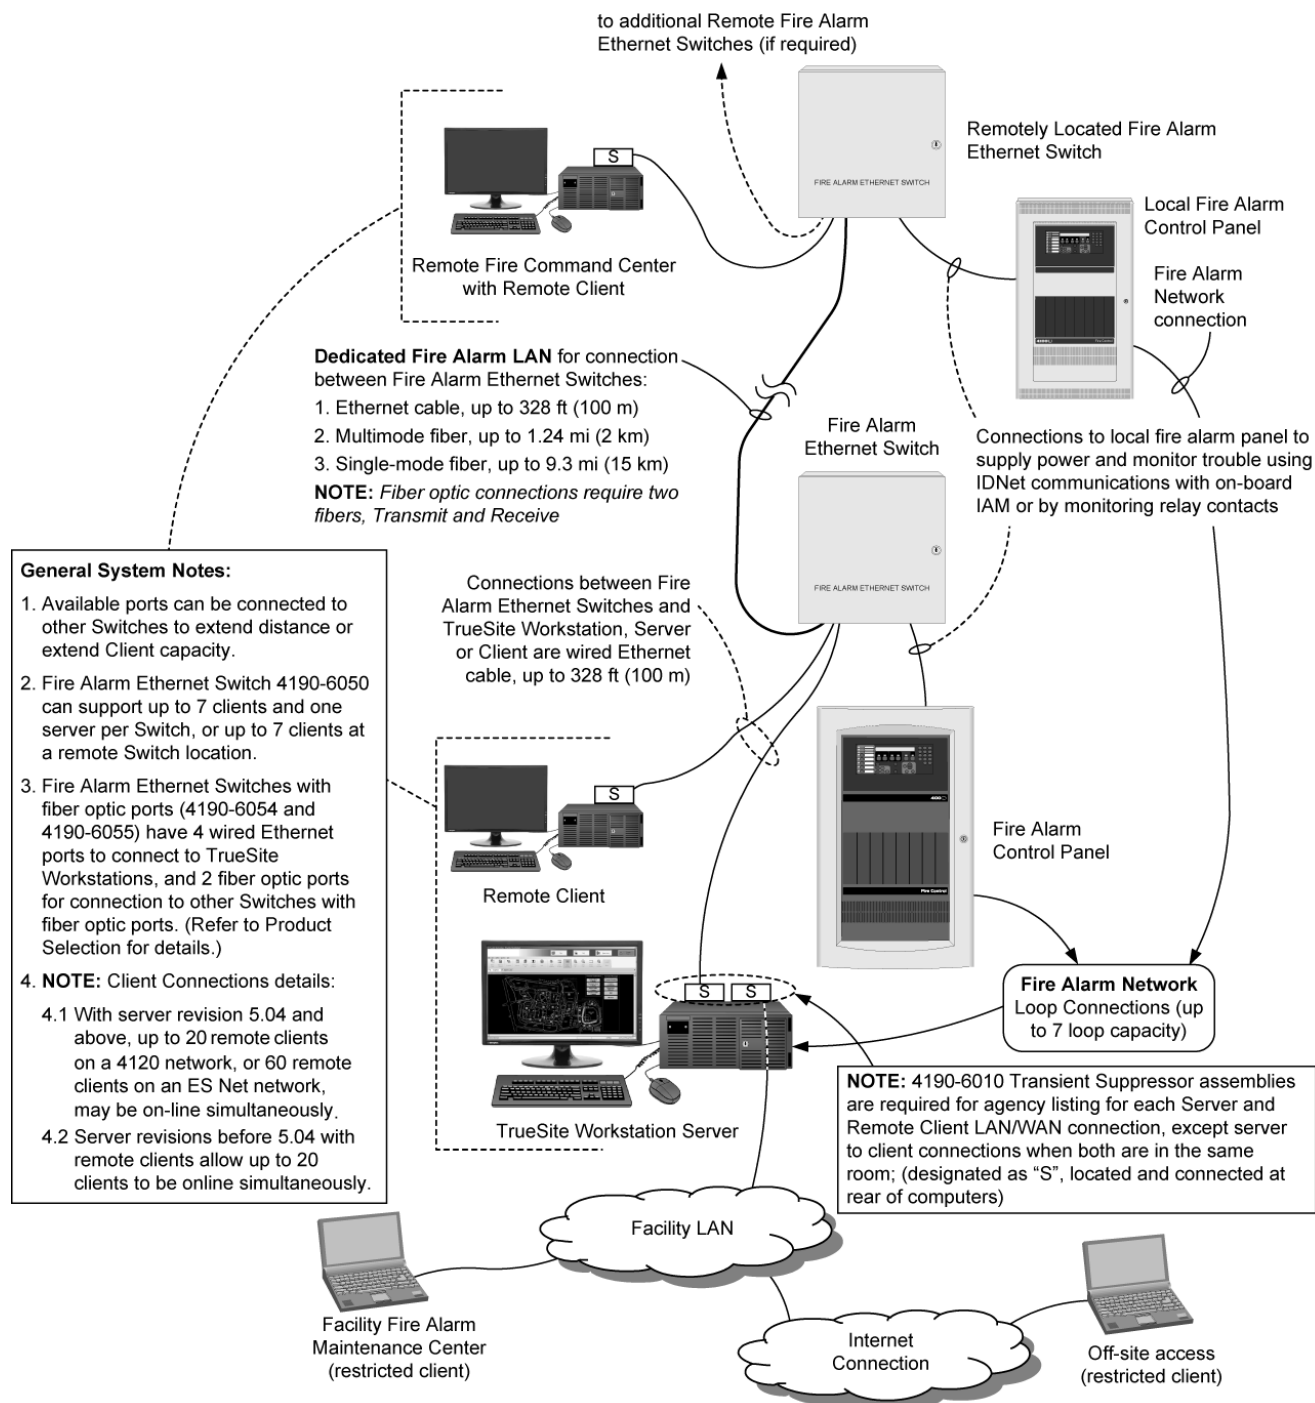 to additional Remote Fire Alarm
Ethernet Switches (if required)
FIRE ALARM ETHERNET SWITCH
Remotely Located Fire Alarm
Ethernet Switch
S
Remote Fire Command Center
with Remote Client
Local Fire Alarm
Control Panel
Fire Alarm
Network
connection
Dedicated Fire Alarm LAN for connection
between Fire Alarm Ethernet Switches:
1. Ethernet cable, up to 328 ft (100 m)
2. Multimode fiber, up to 1.24 mi (2 km)
3. Single-mode fiber, up to 9.3 mi (15 km)
NOTE: Fiber optic connections require two
fibers, Transmit and Receive
Fire Alarm
Ethernet Switch
FIRE ALARM ETHERNET SWITCH
Connections to local fire alarm panel to
supply power and monitor trouble using
IDNet communications with on-board
IAM or by monitoring relay contacts
General System Notes:
1. Available ports can be connected to
other Switches to extend distance or
extend Client capacity.
2. Fire Alarm Ethernet Switch 4190-6050
can support up to 7 clients and one
server per Switch, or up to 7 clients at
a remote Switch location.
3. Fire Alarm Ethernet Switches with
fiber optic ports (4190-6054 and
4190-6055) have 4 wired Ethernet
ports to connect to TrueSite
Workstations, and 2 fiber optic ports
for connection to other Switches with
fiber optic ports. (Refer to Product
Selection for details.)
4. NOTE: Client Connections details:
4.1 With server revision 5.04 and
above, up to 20 remote clients
on a 4120 network, or 60 remote
clients on an ES Net network,
may be on-line simultaneously.
4.2 Server revisions before 5.04 with
remote clients allow up to 20
clients to be online simultaneously.
Connections between Fire
Alarm Ethernet Switches and
TrueSite Workstation, Server
or Client are wired Ethernet
cable, up to 328 ft (100 m)
S
Remote Client
Fire Control
Fire Alarm
Control Panel
S S
TrueSite Workstation Server
Fire Alarm Network
Loop Connections (up
to 7 loop capacity)
NOTE: 4190-6010 Transient Suppressor assemblies
are required for agency listing for each Server and
Remote Client LAN/WAN connection, except server
to client connections when both are in the same
room; (designated as “S”, located and connected at
rear of computers)
Facility LAN
Facility Fire Alarm
Maintenance Center
(restricted client)
Internet
Connection
Off-site access
(restricted client)